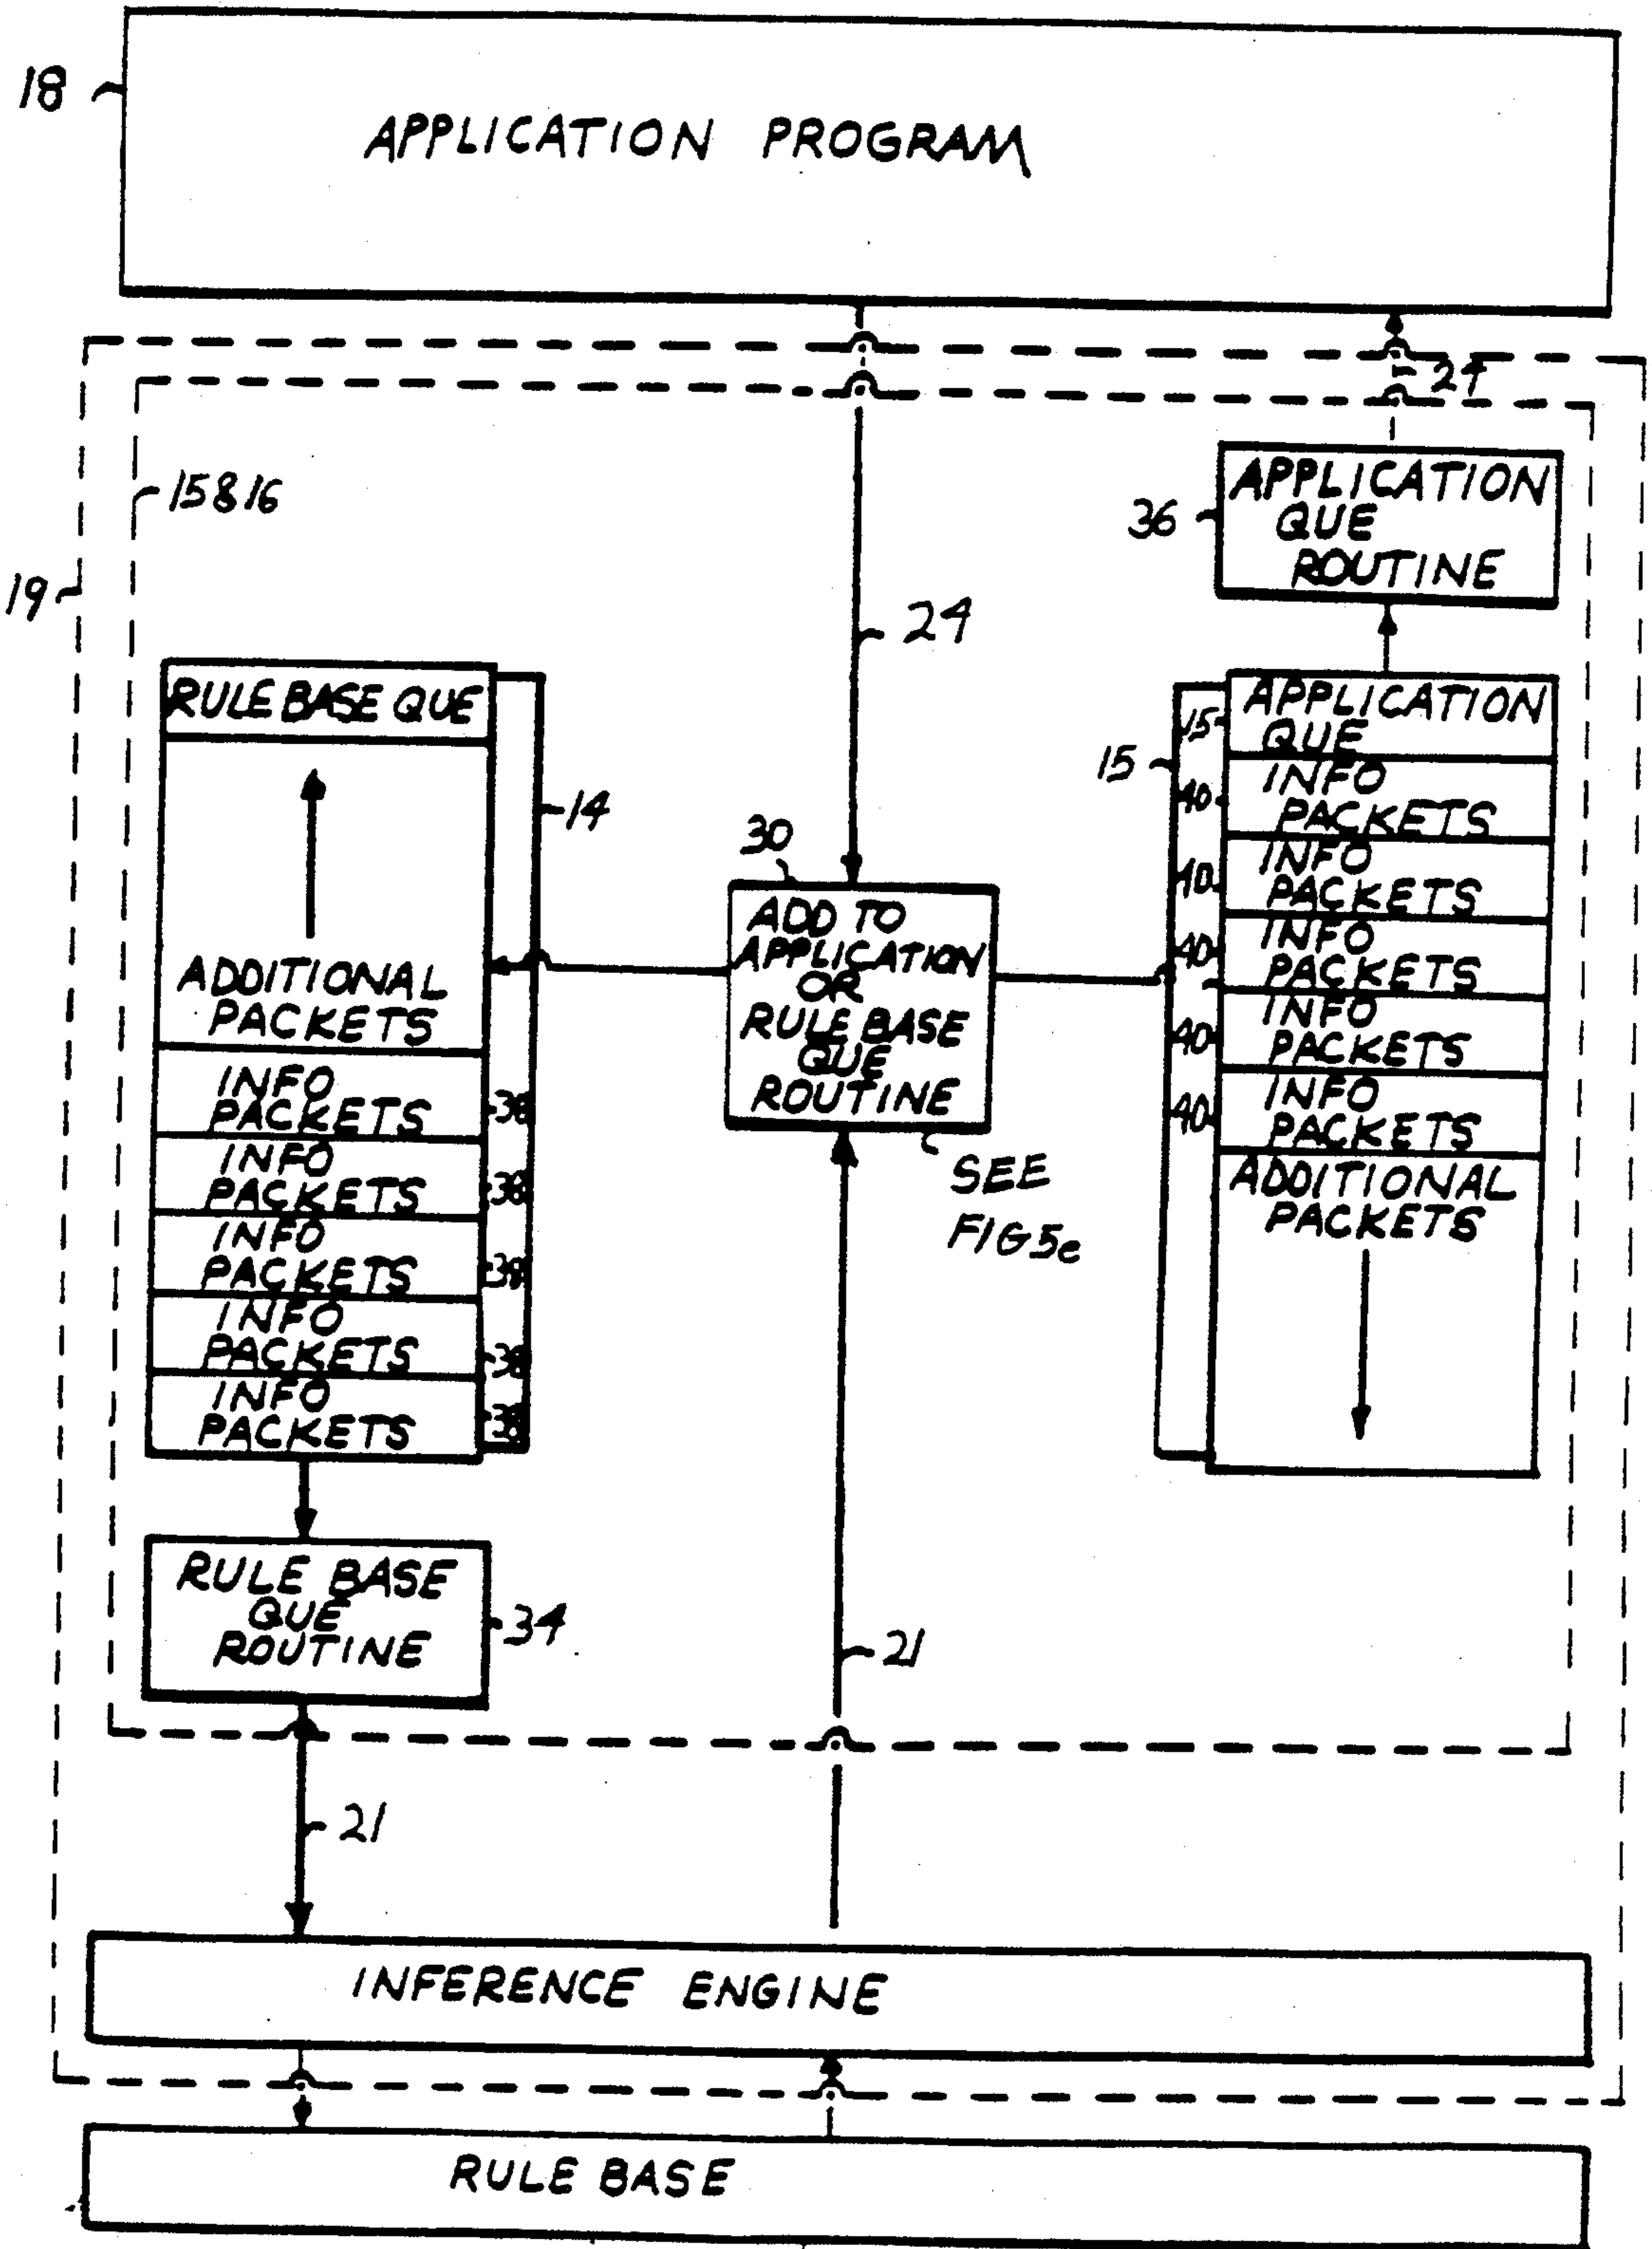 18
APPLICATION PROGRAM
24
15&16
19
36
APPLICATION
QUE
ROUTINE
24
RULE BASE QUE
14
ADDITIONAL
PACKETS
INFO
PACKETS
38
INFO
PACKETS
38
INFO
PACKETS
38
INFO
PACKETS
38
INFO
PACKETS
38
30
ADD TO
APPLICATION
OR
RULE BASE
QUE
ROUTINE
SEE
FIG5e
15
15
APPLICATION
QUE
40
INFO
PACKETS
40
INFO
PACKETS
40
INFO
PACKETS
40
INFO
PACKETS
40
INFO
PACKETS
ADDITIONAL
PACKETS
RULE BASE
QUE
ROUTINE
34
21
21
INFERENCE ENGINE
RULE BASE